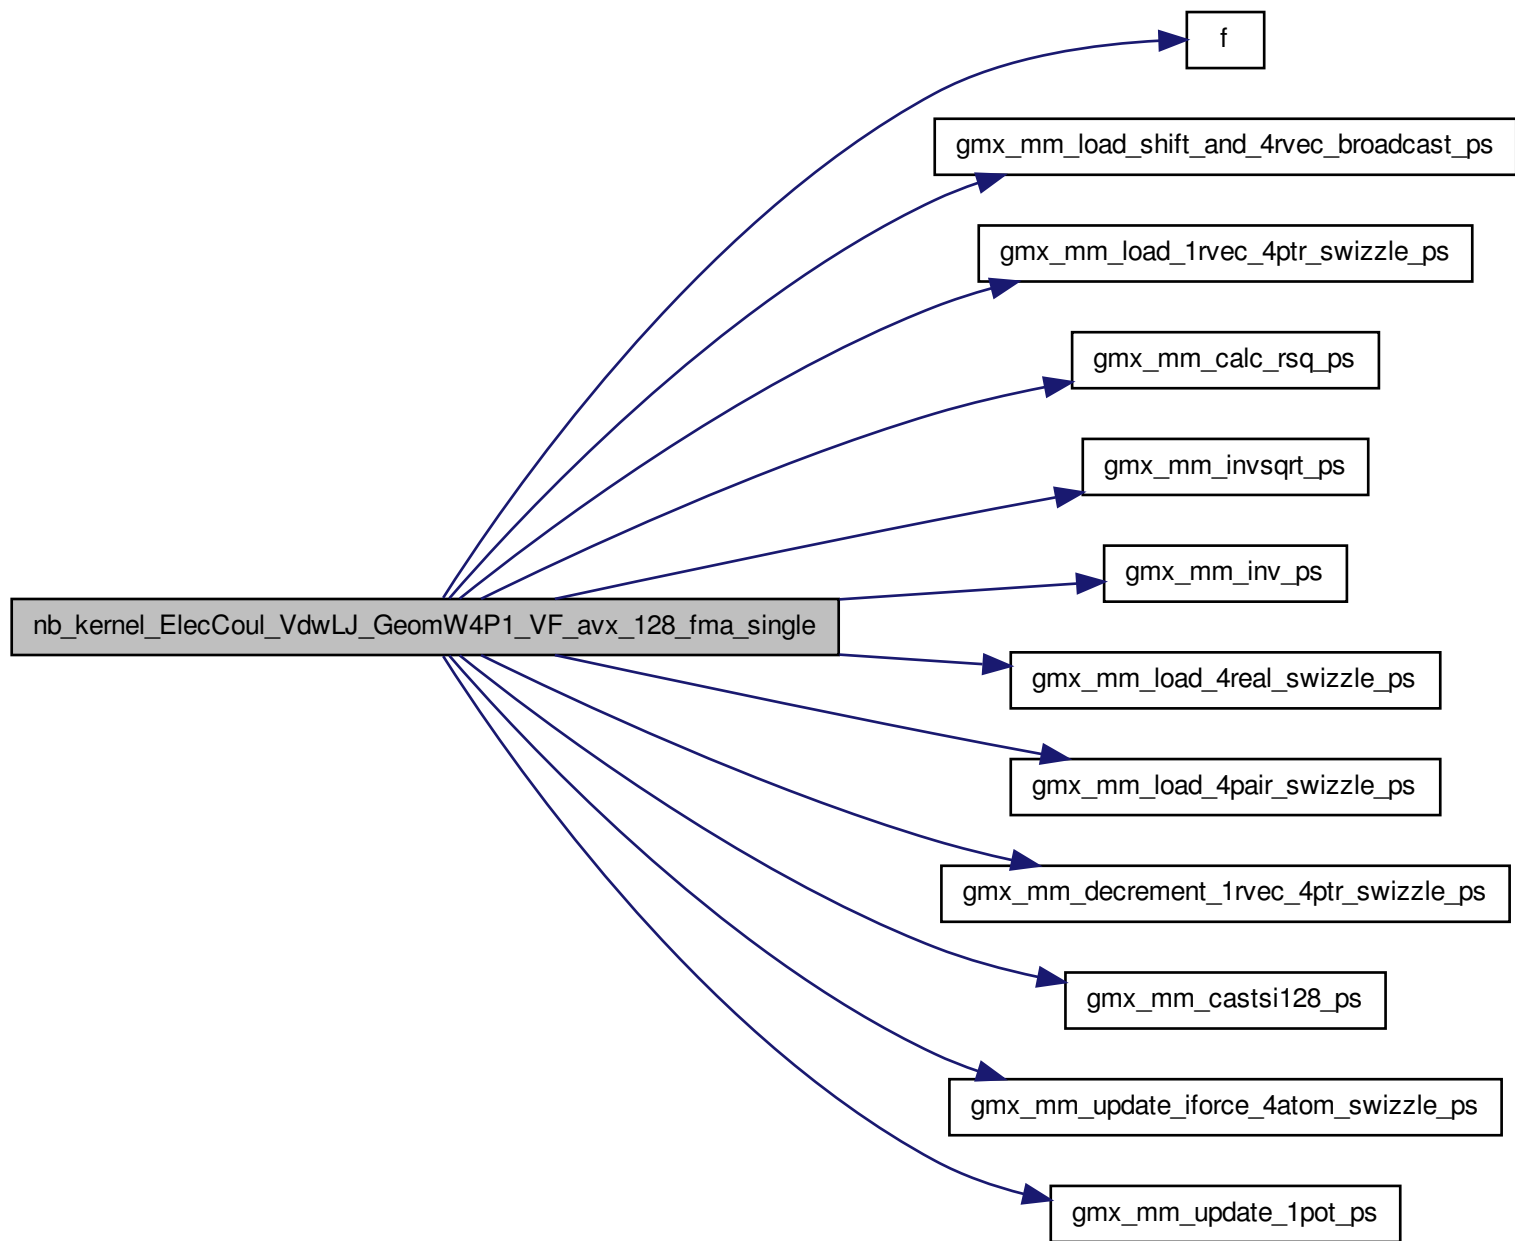 f
gmx_mm_load_shift_and_4rvec_broadcast_ps
gmx_mm_load_1rvec_4ptr_swizzle_ps
gmx_mm_calc_rsq_ps
gmx_mm_invsqrt_ps
gmx_mm_inv_ps
nb_kernel_ElecCoul_VdwLJ_GeomW4P1_VF_avx_128_fma_single
gmx_mm_load_4real_swizzle_ps
gmx_mm_load_4pair_swizzle_ps
gmx_mm_decrement_1rvec_4ptr_swizzle_ps
gmx_mm_castsi128_ps
gmx_mm_update_iforce_4atom_swizzle_ps
gmx_mm_update_1pot_ps